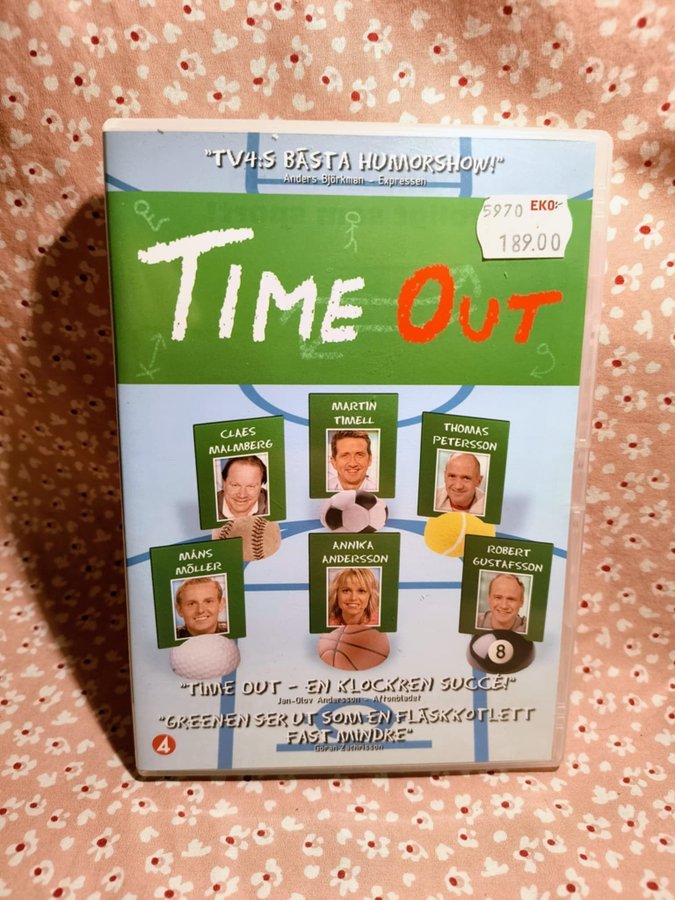 "TV4:S BÄSTA HUMORSHOW!"
Anders Björkman - Expressen
5970 EKO:-
189.00
TIME OUT
MARTIN
TIMELL
CLAES
MALMBERG
THOMAS
PETERSSON
MÅNS
MÖLLER
ANNIKA
ANDERSSON
ROBERT
GUSTAFSSON
8
"TIME OUT - EN KLOCKREN SUCCÉ!"
Jan-Olov Andersson - Aftonbladet
"GREENEN SER UT SOM EN FLÄSKKOTLETT
FAST MINDRE"
Göran Zachrisson
4